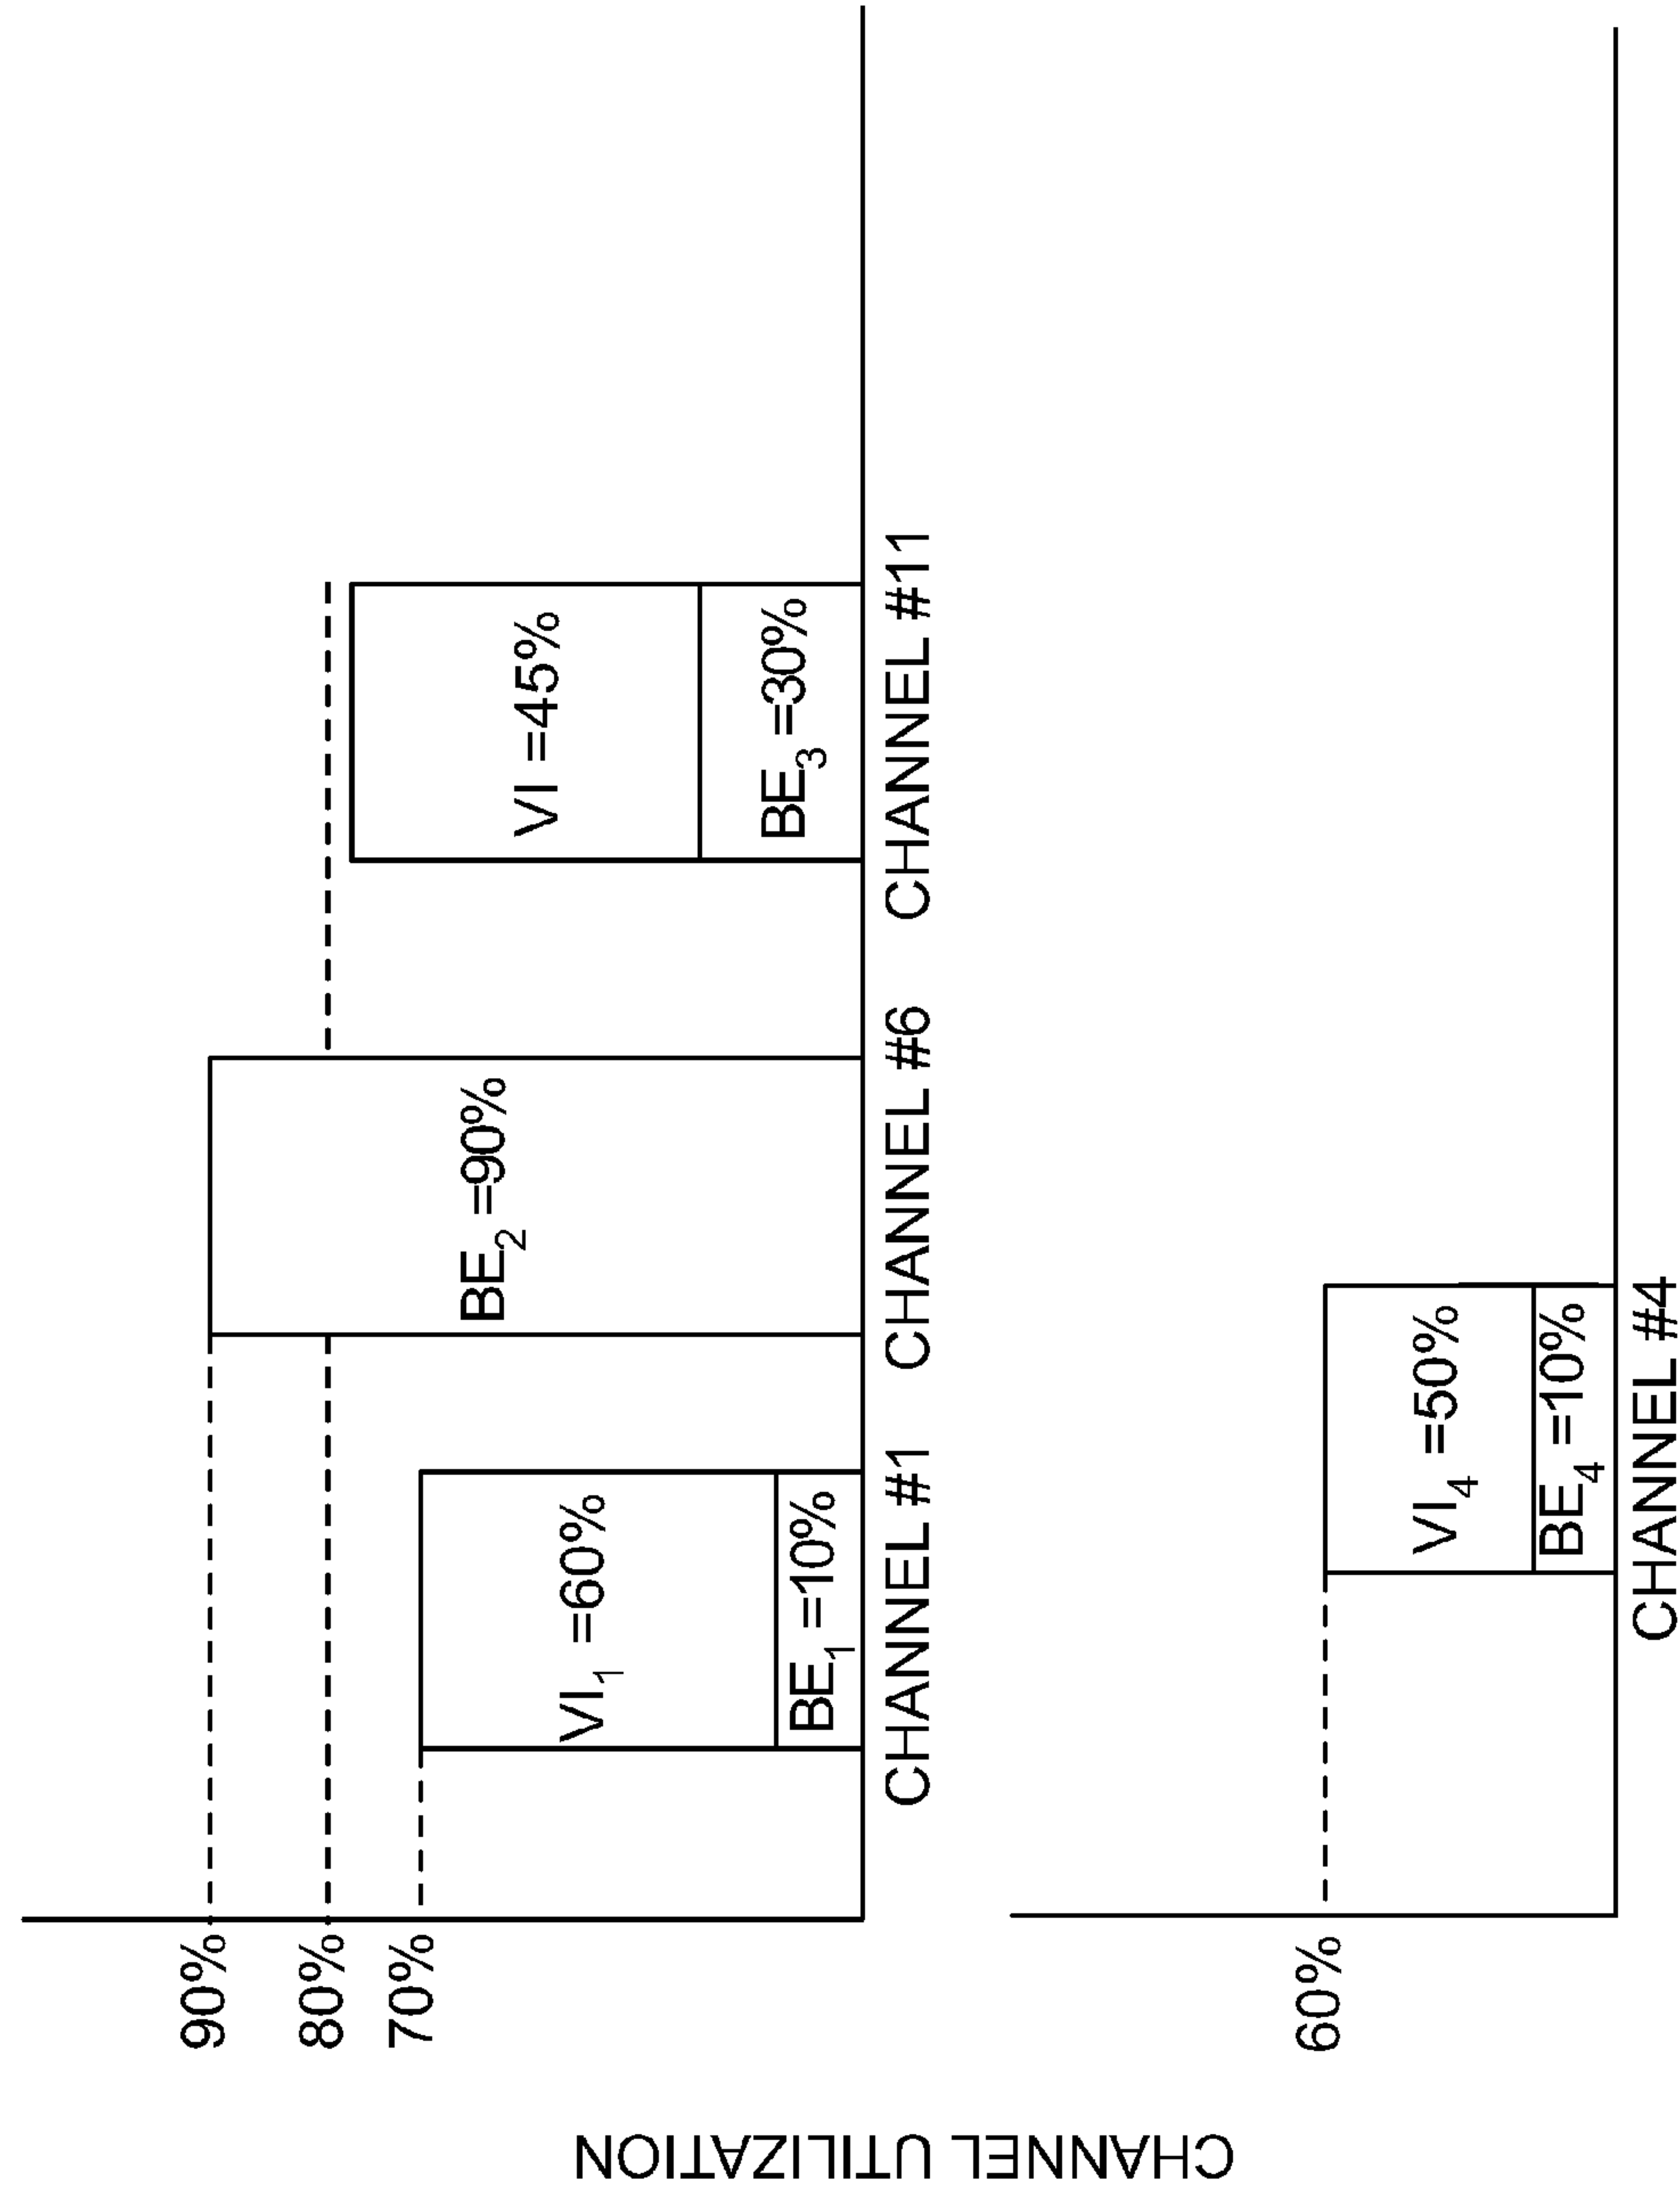 CHANNEL UTILIZATION
90%
80%
70%
VI1 =60%
BE1 =10%
BE2 =90%
VI =45%
BE3 =30%
CHANNEL #1 CHANNEL #6 CHANNEL #11
60%
VI4 =50%
BE4 =10%
CHANNEL #4